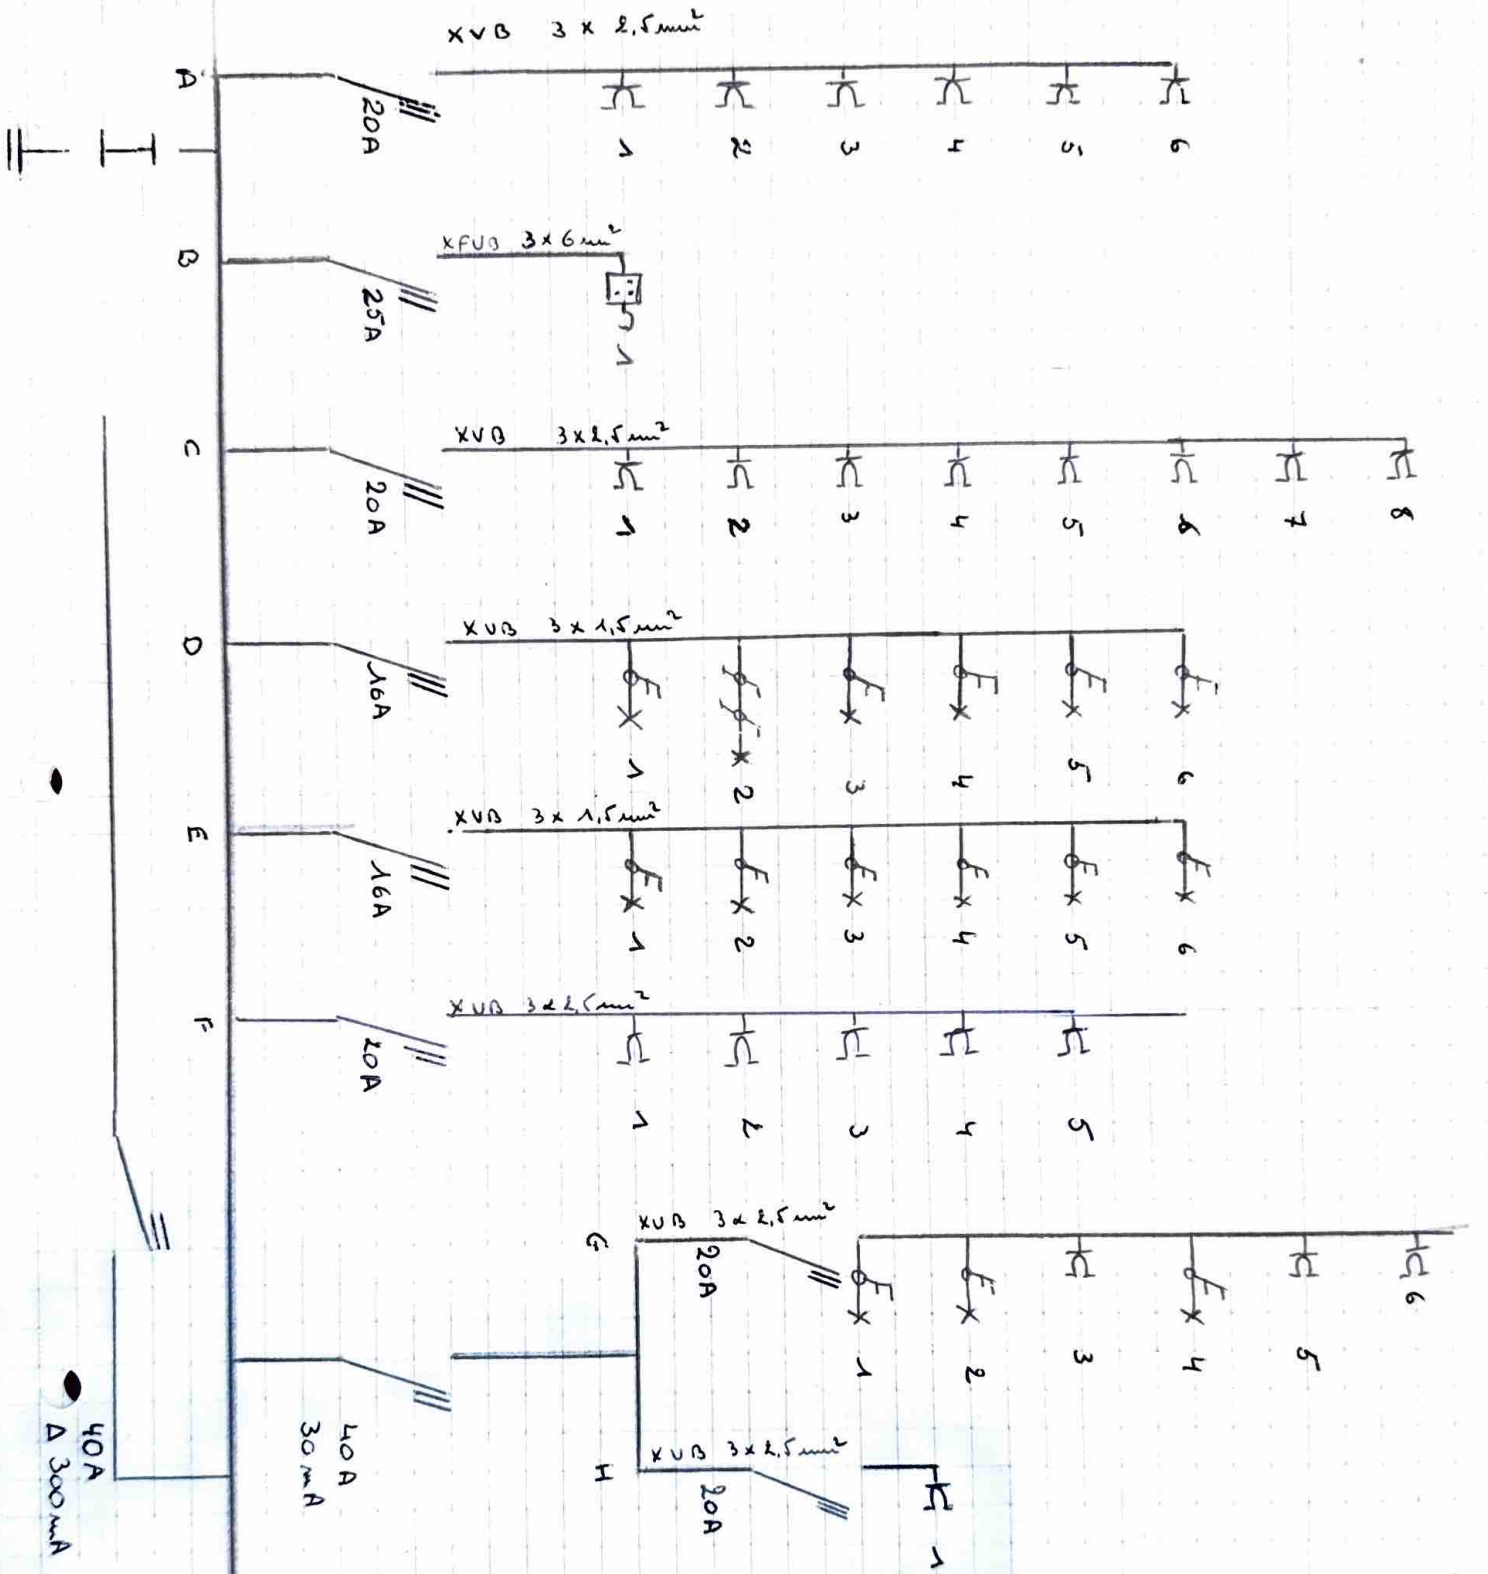 XVB 3 x 2,5 mm²
A
20A
1 2 3 4 5 6
XFVB 3 x 6 mm²
B
25A
1
XVB 3 x 2,5 mm²
C
20A
1 2 3 4 5 6 7 8
XVB 3 x 1,5 mm²
D
16A
1 2 3 4 5 6
XVB 3 x 1,5 mm²
E
16A
1 2 3 4 5 6
XVB 3 x 2,5 mm²
F
20A
1 2 3 4 5
XVB 3 x 2,5 mm²
G
20A
1 2 3 4 5 6
40A
Δ 300 mA
40A
30 mA
XVB 3 x 2,5 mm²
H
20A
1